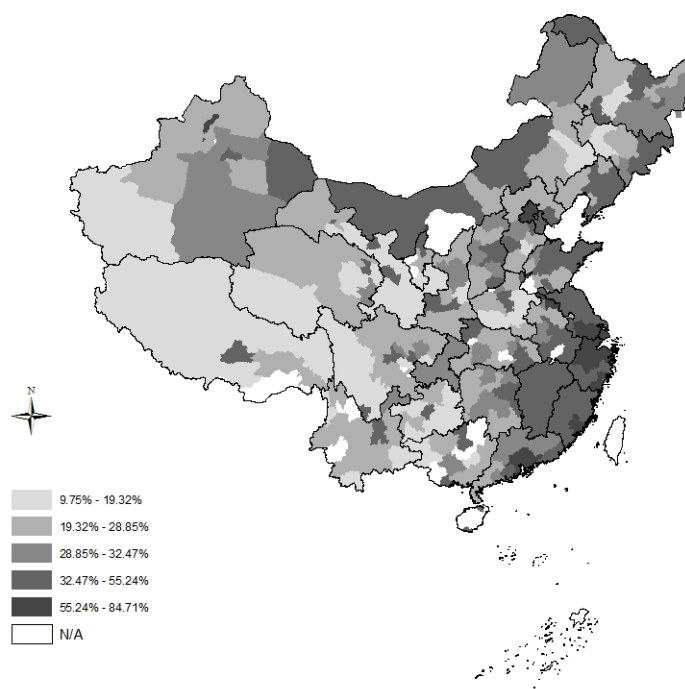 N
9.75% - 19.32%
19.32% - 28.85%
28.85% - 32.47%
32.47% - 55.24%
55.24% - 84.71%
N/A